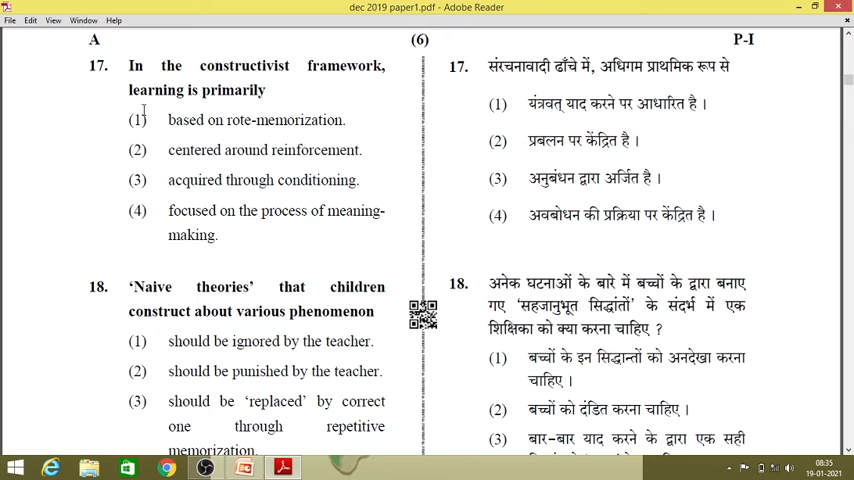 dec 2019 paper1.pdf - Adobe Reader
File Edit View Window Help
A (6) P-I
17. In the constructivist framework,
learning is primarily
(1) based on rote-memorization.
(2) centered around reinforcement.
(3) acquired through conditioning.
(4) focused on the process of meaning-
making.
18. ‘Naive theories’ that children
construct about various phenomenon
(1) should be ignored by the teacher.
(2) should be punished by the teacher.
(3) should be ‘replaced’ by correct
one through repetitive
memorization.
17. संरचनावादी ढाँचे में, अधिगम प्राथमिक रूप से
(1) यंत्रवत् याद करने पर आधारित है ।
(2) प्रबलन पर केंद्रित है ।
(3) अनुबंधन द्वारा अर्जित है ।
(4) अवबोधन की प्रक्रिया पर केंद्रित है ।
18. अनेक घटनाओं के बारे में बच्चों के द्वारा बनाए
गए ‘सहजानुभूत सिद्धांतों’ के संदर्भ में एक
शिक्षिका को क्या करना चाहिए ?
(1) बच्चों के इन सिद्धान्तों को अनदेखा करना
चाहिए ।
(2) बच्चों को दंडित करना चाहिए ।
(3) बार-बार याद करने के द्वारा एक सही
08:35
19-01-2021